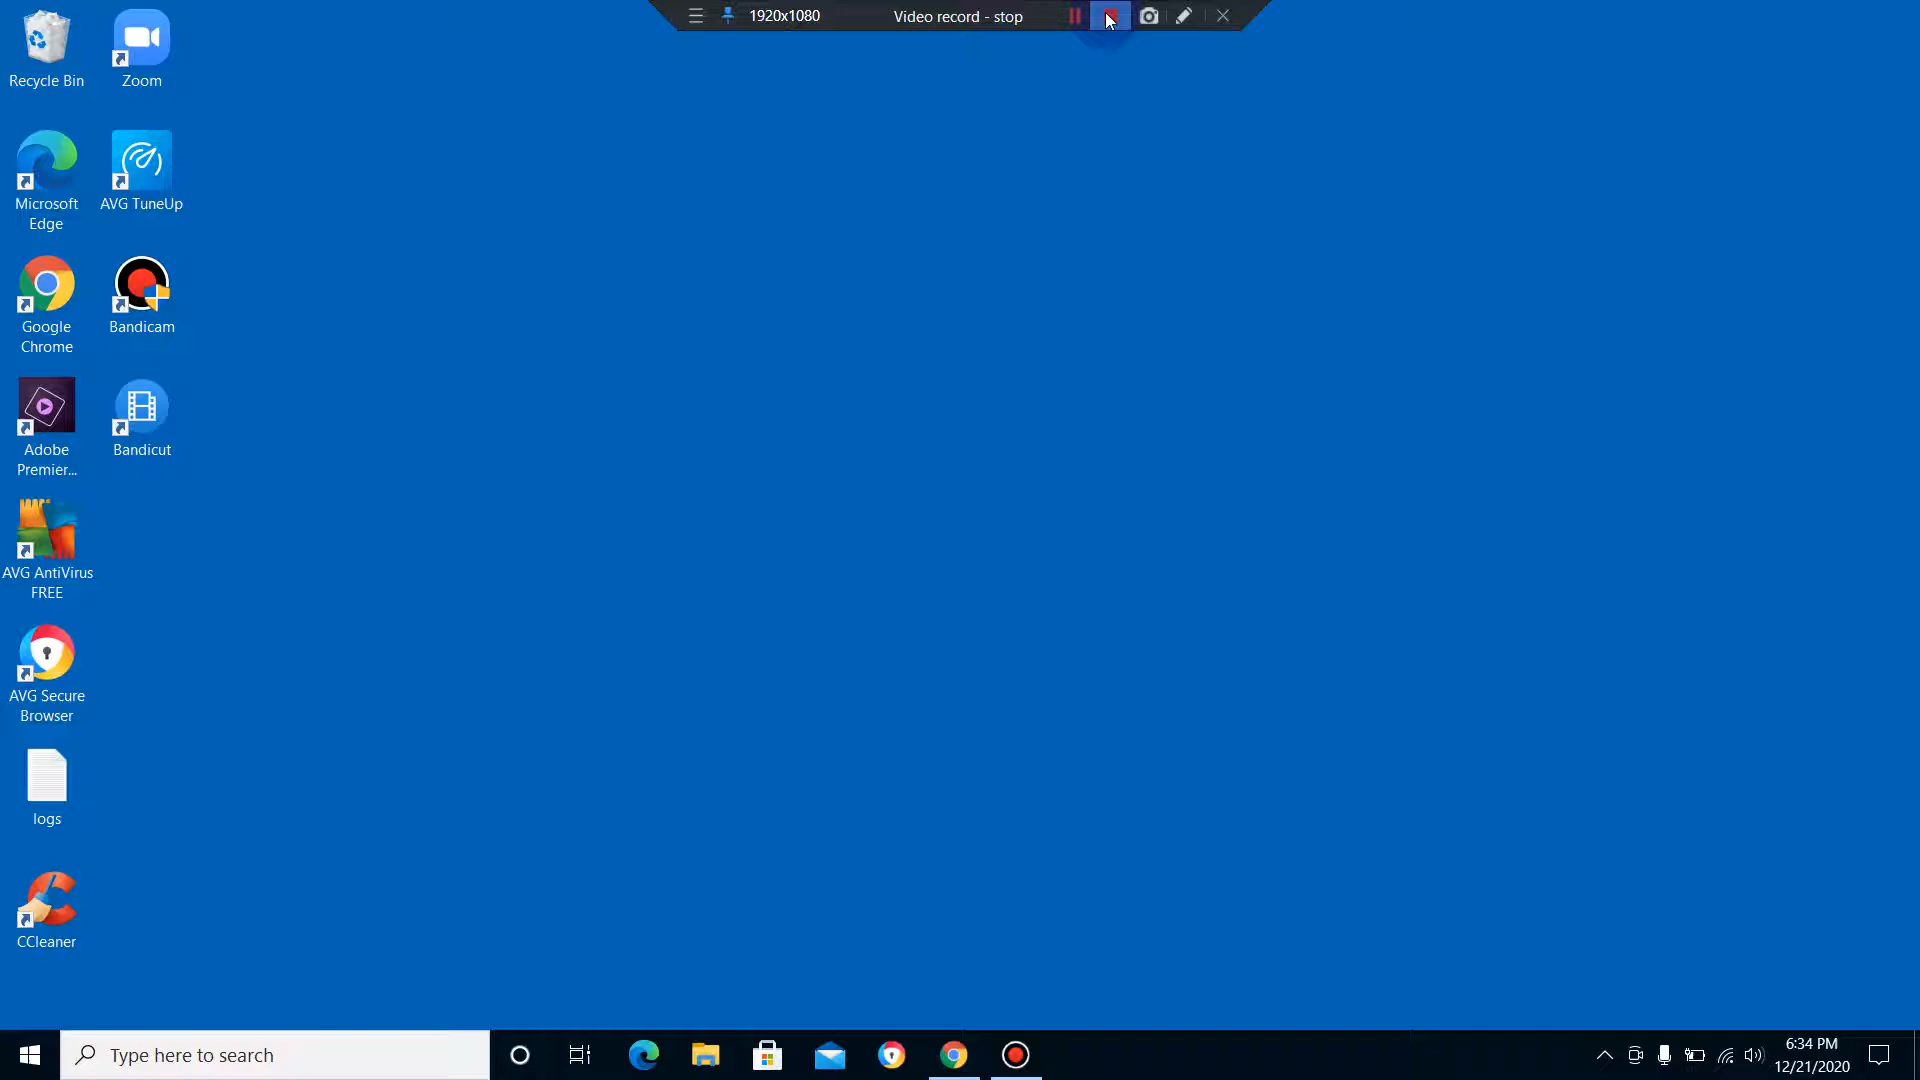 1920x1080 Video record - stop
Recycle Bin
Zoom
Microsoft
Edge
AVG TuneUp
Google
Chrome
Bandicam
Adobe
Premier...
Bandicut
AVG AntiVirus
FREE
AVG Secure
Browser
logs
CCleaner
Type here to search
6:34 PM
12/21/2020